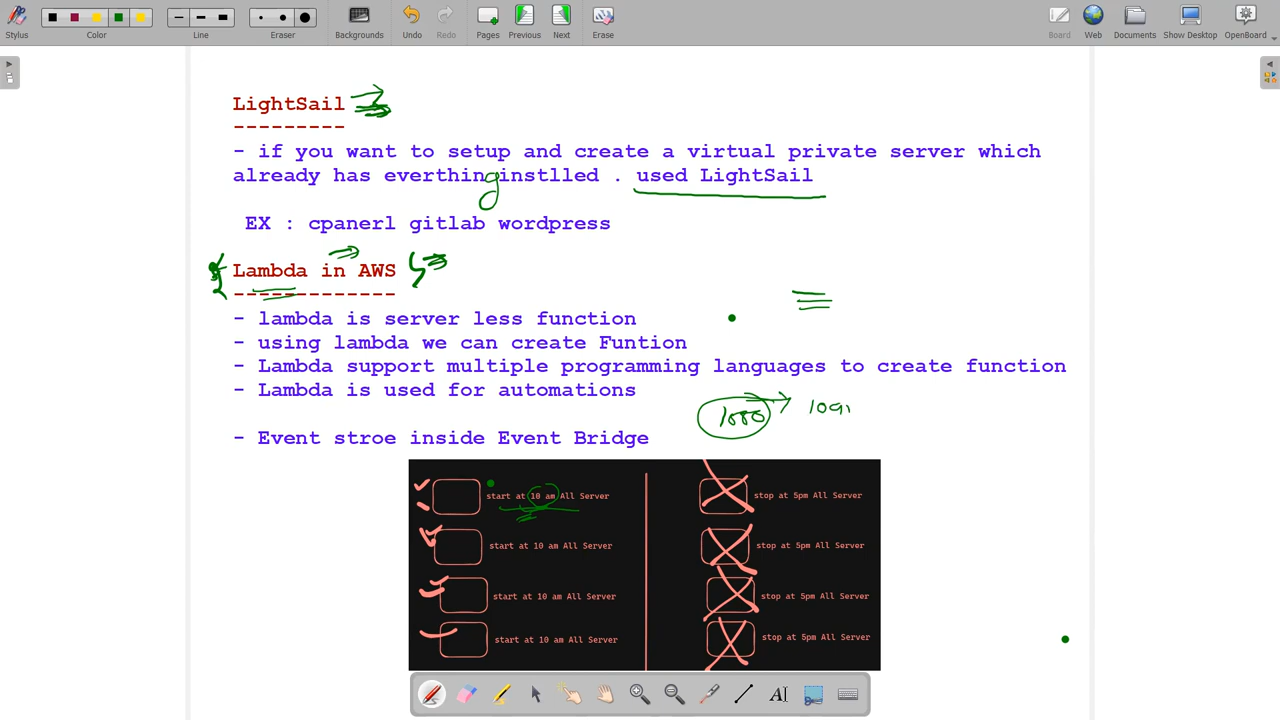 Stylus
Color
Line
Eraser
Backgrounds
Undo
Redo
Pages
Previous
Next
Erase
Board
Web
Documents
Show Desktop
OpenBoard
LightSail
---------
- if you want to setup and create a virtual private server which
already has everthinginstlled . used LightSail
EX : cpanerl gitlab wordpress
Lambda in AWS
-------------
- lambda is server less function
- using lambda we can create Funtion
- Lambda support multiple programming languages to create function
- Lambda is used for automations
1000
- Event stroe inside Event Bridge
start at 10 am All Server
stop at 5pm All Server
start at 10 am All Server
stop at 5pm All Server
start at 10 am All Server
stop at 5pm All Server
start at 10 am All Server
stop at 5pm All Server